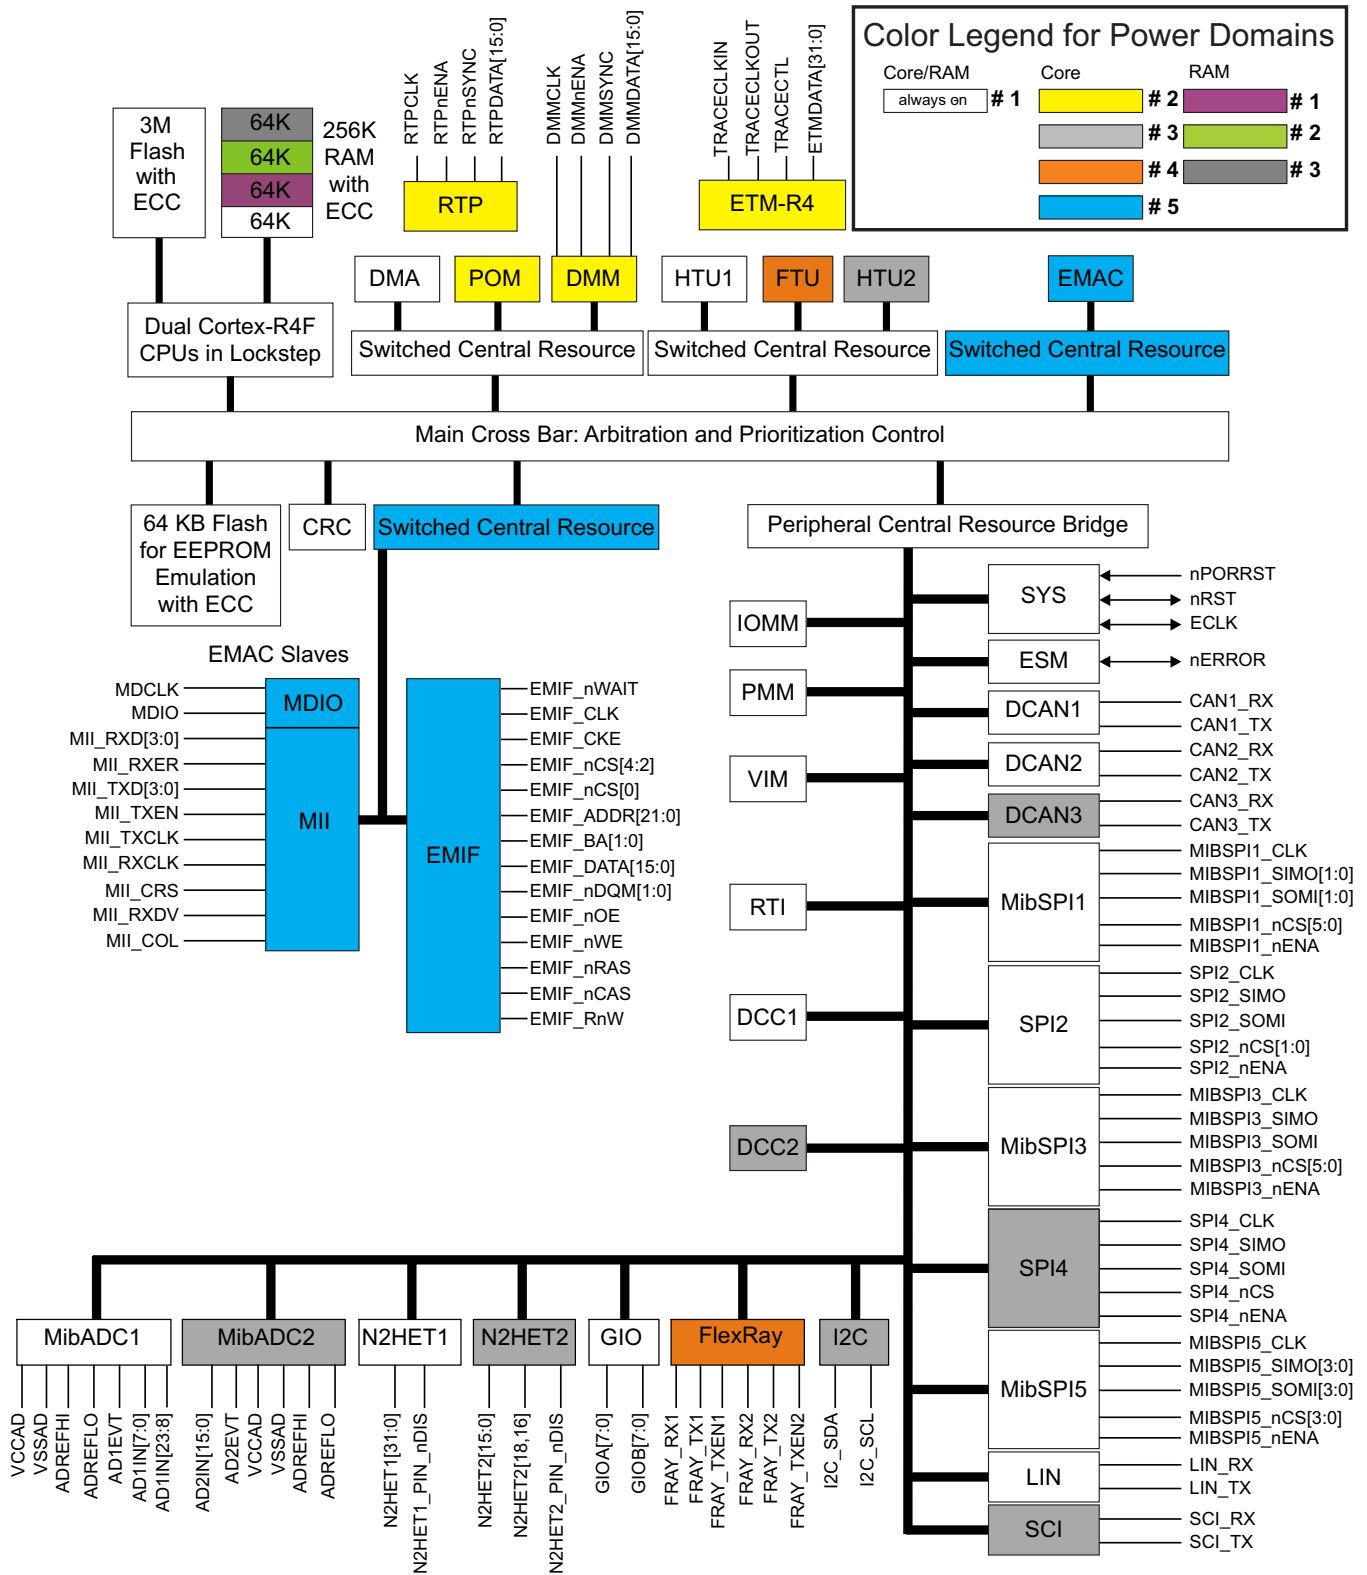 Color Legend for Power Domains
Core/RAM
Core
RAM
always on
# 1
# 2
# 1
# 3
# 2
# 4
# 3
# 5
RTPCLK
RTPnENA
RTPnSYNC
RTPDATA[15:0]
DMMCLK
DMMnENA
DMMSYNC
DMMDATA[15:0]
TRACECLKIN
TRACECLKOUT
TRACECTL
ETMDATA[31:0]
3M
Flash
with
ECC
64K
64K
64K
64K
256K
RAM
with
ECC
RTP
ETM-R4
DMA
POM
DMM
HTU1
FTU
HTU2
EMAC
Dual Cortex-R4F
CPUs in Lockstep
Switched Central Resource
Switched Central Resource
Switched Central Resource
Main Cross Bar: Arbitration and Prioritization Control
64 KB Flash
for EEPROM
Emulation
with ECC
CRC
Switched Central Resource
Peripheral Central Resource Bridge
EMAC Slaves
MDCLK
MDIO
MII_RXD[3:0]
MII_RXER
MII_TXD[3:0]
MII_TXEN
MII_TXCLK
MII_RXCLK
MII_CRS
MII_RXDV
MII_COL
MDIO
MII
EMIF
EMIF_nWAIT
EMIF_CLK
EMIF_CKE
EMIF_nCS[4:2]
EMIF_nCS[0]
EMIF_ADDR[21:0]
EMIF_BA[1:0]
EMIF_DATA[15:0]
EMIF_nDQM[1:0]
EMIF_nOE
EMIF_nWE
EMIF_nRAS
EMIF_nCAS
EMIF_RnW
IOMM
PMM
VIM
RTI
DCC1
DCC2
SYS
nPORRST
nRST
ECLK
ESM
nERROR
DCAN1
CAN1_RX
CAN1_TX
DCAN2
CAN2_RX
CAN2_TX
DCAN3
CAN3_RX
CAN3_TX
MibSPI1
MIBSPI1_CLK
MIBSPI1_SIMO[1:0]
MIBSPI1_SOMI[1:0]
MIBSPI1_nCS[5:0]
MIBSPI1_nENA
SPI2
SPI2_CLK
SPI2_SIMO
SPI2_SOMI
SPI2_nCS[1:0]
SPI2_nENA
MibSPI3
MIBSPI3_CLK
MIBSPI3_SIMO
MIBSPI3_SOMI
MIBSPI3_nCS[5:0]
MIBSPI3_nENA
SPI4
SPI4_CLK
SPI4_SIMO
SPI4_SOMI
SPI4_nCS
SPI4_nENA
MibSPI5
MIBSPI5_CLK
MIBSPI5_SIMO[3:0]
MIBSPI5_SOMI[3:0]
MIBSPI5_nCS[3:0]
MIBSPI5_nENA
LIN
LIN_RX
LIN_TX
SCI
SCI_RX
SCI_TX
MibADC1
MibADC2
N2HET1
N2HET2
GIO
FlexRay
I2C
VCCAD
VSSAD
ADREFHI
ADREFLO
AD1EVT
AD1IN[7:0]
AD1IN[23:8]
AD2IN[15:0]
AD2EVT
VCCAD
VSSAD
ADREFHI
ADREFLO
N2HET1[31:0]
N2HET1_PIN_nDIS
N2HET2[15:0]
N2HET2[18,16]
N2HET2_PIN_nDIS
GIOA[7:0]
GIOB[7:0]
FRAY_RX1
FRAY_TX1
FRAY_TXEN1
FRAY_RX2
FRAY_TX2
FRAY_TXEN2
I2C_SDA
I2C_SCL